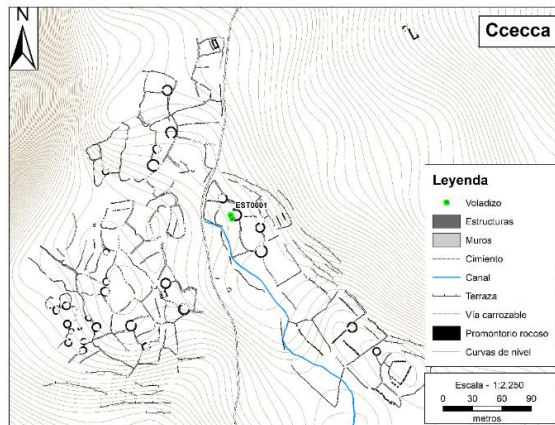 N
Ccecca
EST0001
Leyenda
Voladizo
Estructuras
Muros
Cimiento
Canal
Terraza
Vía carrozable
Promontorio rocoso
Curvas de nivel
Escala - 1:2,250
0 30 60 90
metros